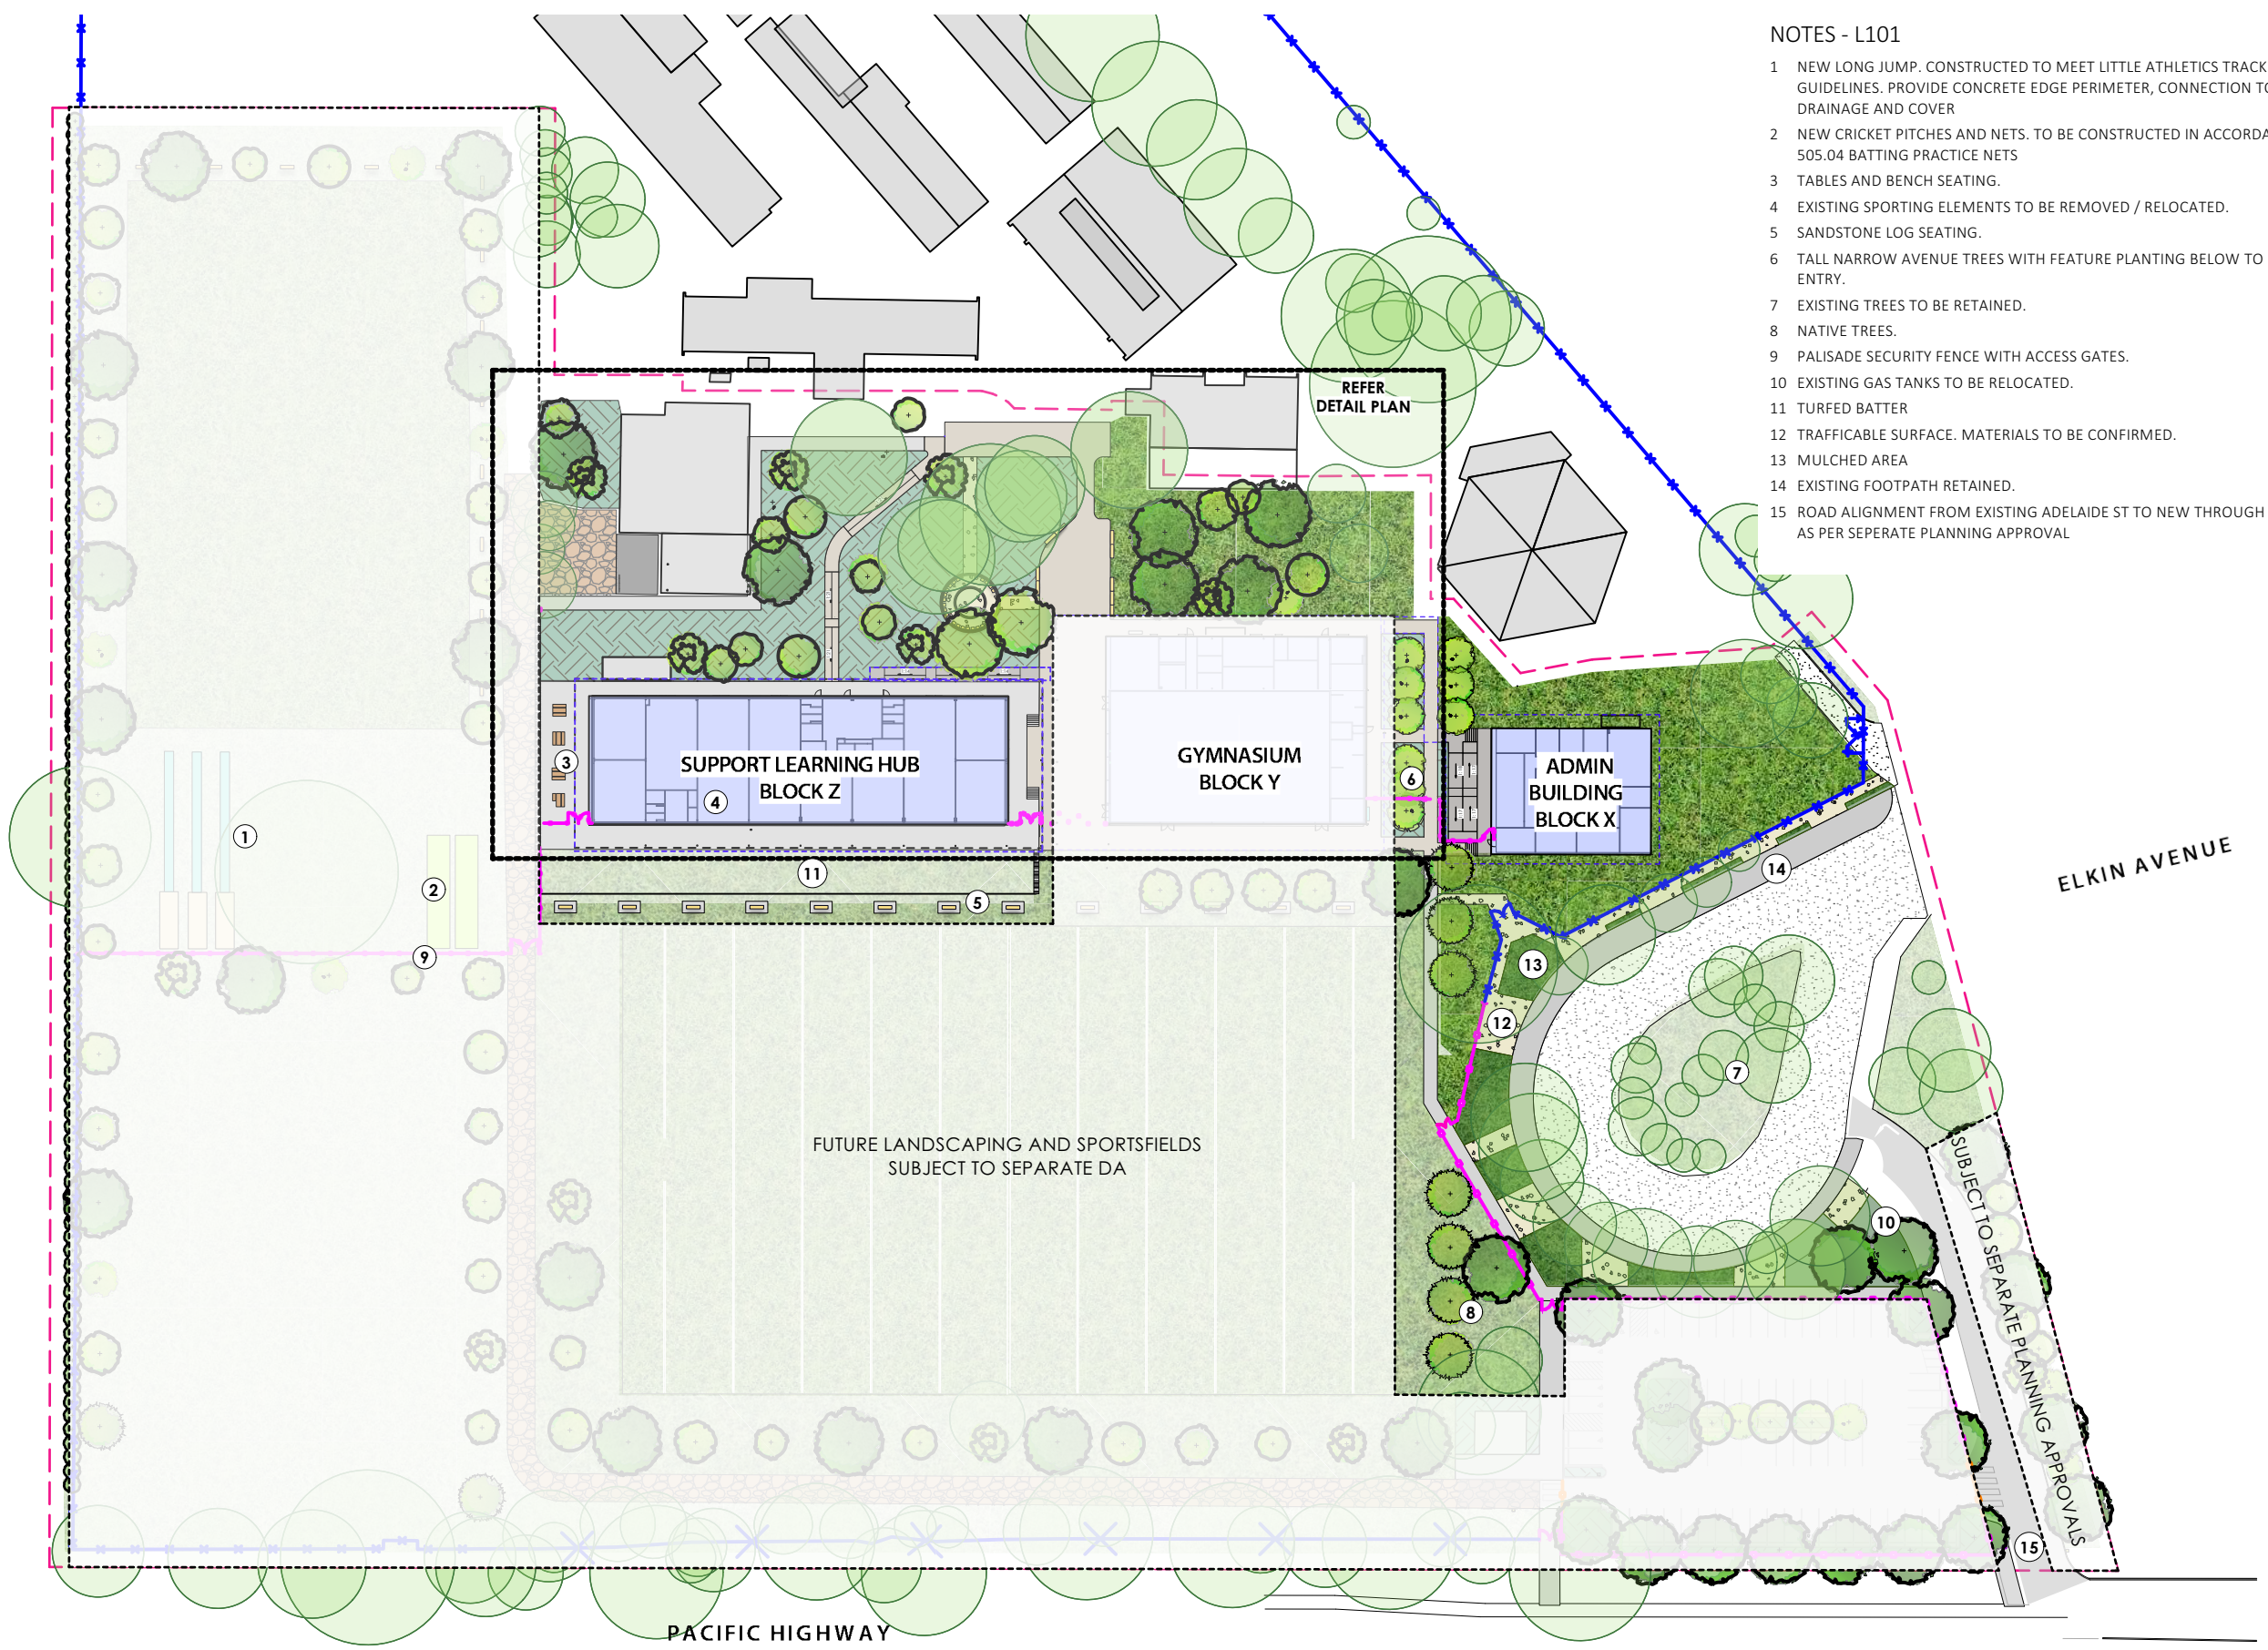 NOTES - L101
1 NEW LONG JUMP. CONSTRUCTED TO MEET LITTLE ATHLETICS TRACK
GUIDELINES. PROVIDE CONCRETE EDGE PERIMETER, CONNECTION TO
DRAINAGE AND COVER
2 NEW CRICKET PITCHES AND NETS. TO BE CONSTRUCTED IN ACCORDA
505.04 BATTING PRACTICE NETS
3 TABLES AND BENCH SEATING.
4 EXISTING SPORTING ELEMENTS TO BE REMOVED / RELOCATED.
5 SANDSTONE LOG SEATING.
6 TALL NARROW AVENUE TREES WITH FEATURE PLANTING BELOW TO
ENTRY.
7 EXISTING TREES TO BE RETAINED.
8 NATIVE TREES.
9 PALISADE SECURITY FENCE WITH ACCESS GATES.
10 EXISTING GAS TANKS TO BE RELOCATED.
11 TURFED BATTER
12 TRAFFICABLE SURFACE. MATERIALS TO BE CONFIRMED.
13 MULCHED AREA
14 EXISTING FOOTPATH RETAINED.
15 ROAD ALIGNMENT FROM EXISTING ADELAIDE ST TO NEW THROUGH
AS PER SEPERATE PLANNING APPROVAL
REFER
DETAIL PLAN
SUPPORT LEARNING HUB
BLOCK Z
GYMNASIUM
BLOCK Y
ADMIN
BUILDING
BLOCK X
3
4
6
1
2
11
5
14
9
13
12
7
10
8
15
ELKIN AVENUE
FUTURE LANDSCAPING AND SPORTSFIELDS
SUBJECT TO SEPARATE DA
SUBJECT TO SEPARATE PLANNING APPROVALS
PACIFIC HIGHWAY